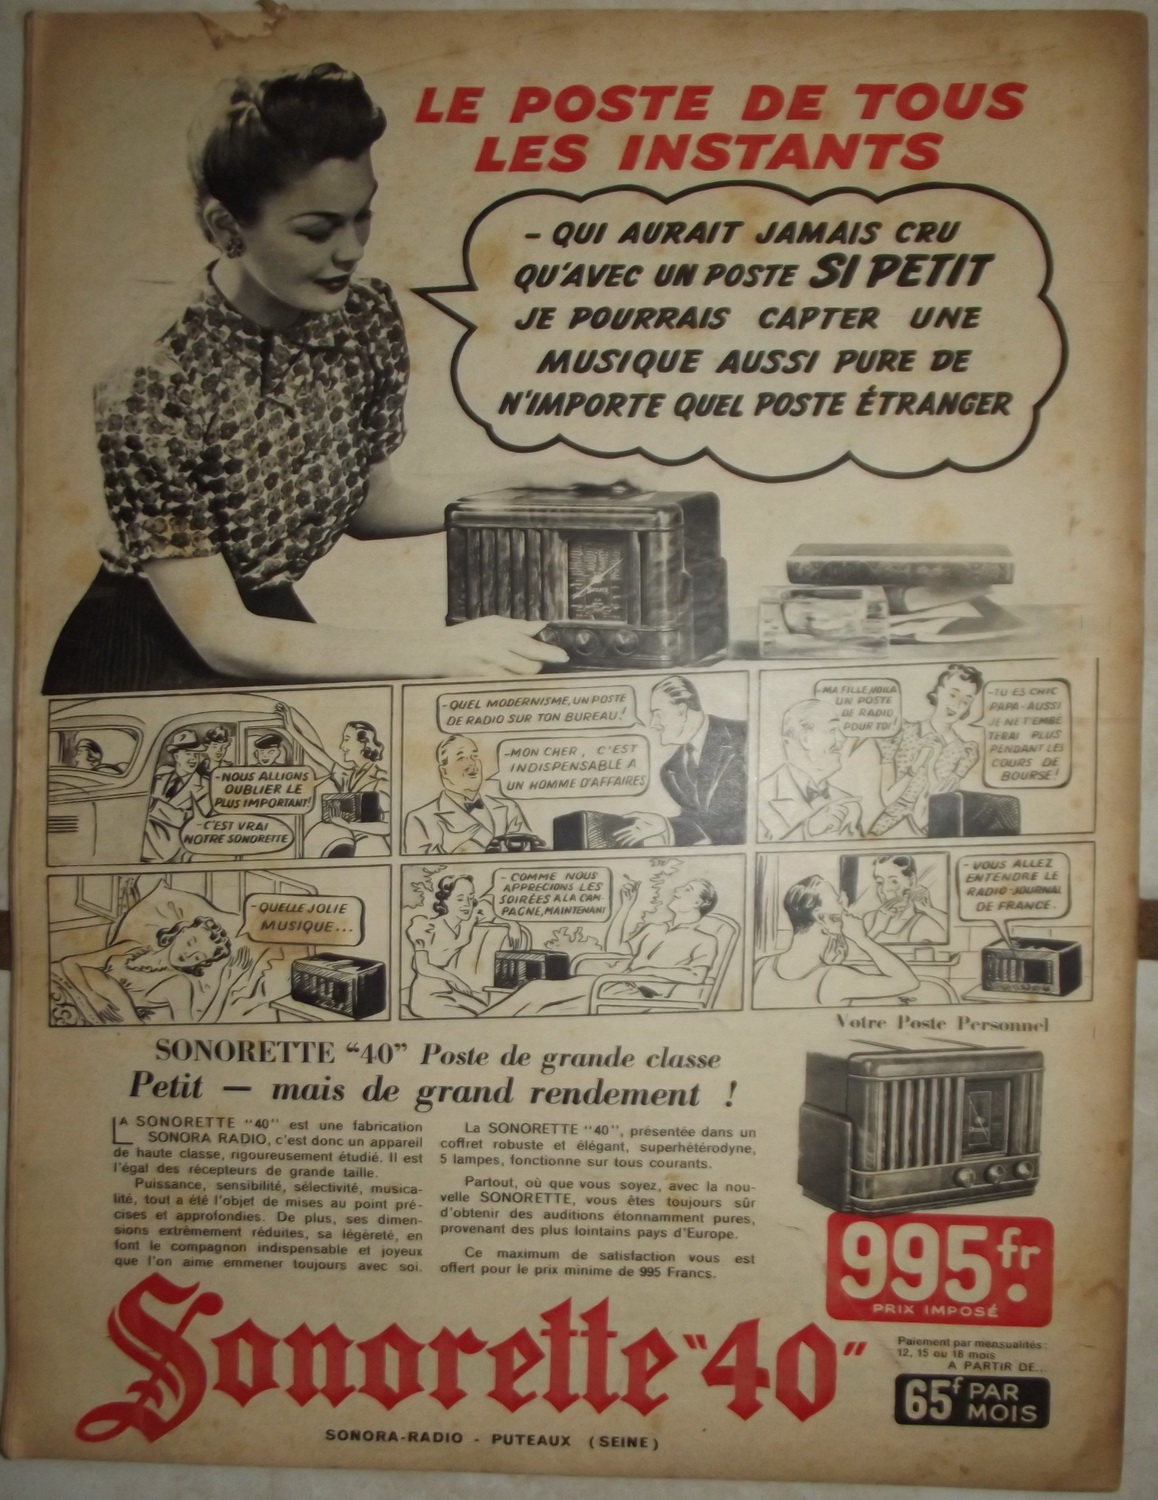 LE POSTE DE TOUS
LES INSTANTS
- QUI AURAIT JAMAIS CRU
QU'AVEC UN POSTE SI PETIT
JE POURRAIS CAPTER UNE
MUSIQUE AUSSI PURE DE
N'IMPORTE QUEL POSTE ÉTRANGER
- NOUS ALLIONS
OUBLIER LE
PLUS IMPORTANT!
- C'EST VRAI
NOTRE SONORETTE
- QUEL MODERNISME, UN POSTE
DE RADIO SUR TON BUREAU!
- MON CHER, C'EST
INDISPENSABLE A
UN HOMME D'AFFAIRES
- MA FILLE, VOILA
UN POSTE
DE RADIO
POUR TOI!
- TU ES CHIC
PAPA - AUSSI
JE NE T'EMBÊ
TERAI PLUS
PENDANT LES
COURS DE
BOURSE!
- QUELLE JOLIE
MUSIQUE...
- COMME NOUS
APPRECIONS LES
SOIRÉES A LA CAM-
PAGNE, MAINTENANT
- VOUS ALLEZ
ENTENDRE LE
RADIO-JOURNAL
DE FRANCE.
Votre Poste Personnel
SONORETTE “40” Poste de grande classe
Petit — mais de grand rendement !
LA SONORETTE "40" est une fabrication
SONORA RADIO, c'est donc un appareil
de haute classe, rigoureusement étudié. Il est
l'égal des récepteurs de grande taille.
Puissance, sensibilité, sélectivité, musica-
lité, tout a été l'objet de mises au point pré-
cises et approfondies. De plus, ses dimen-
sions extrêmement réduites, sa légèreté, en
font le compagnon indispensable et joyeux
que l'on aime emmener toujours avec soi.
La SONORETTE "40", présentée dans un
coffret robuste et élégant, superhétérodyne,
5 lampes, fonctionne sur tous courants.
Partout, où que vous soyez, avec la nou-
velle SONORETTE, vous êtes toujours sûr
d'obtenir des auditions étonnamment pures,
provenant des plus lointains pays d'Europe.
Ce maximum de satisfaction vous est
offert pour le prix minime de 995 Francs.
995 fr.
PRIX IMPOSÉ
Sonorette "40"
Paiement par mensualités:
12, 15 ou 18 mois
A PARTIR DE...
65f PAR
MOIS
SONORA-RADIO - PUTEAUX (SEINE)